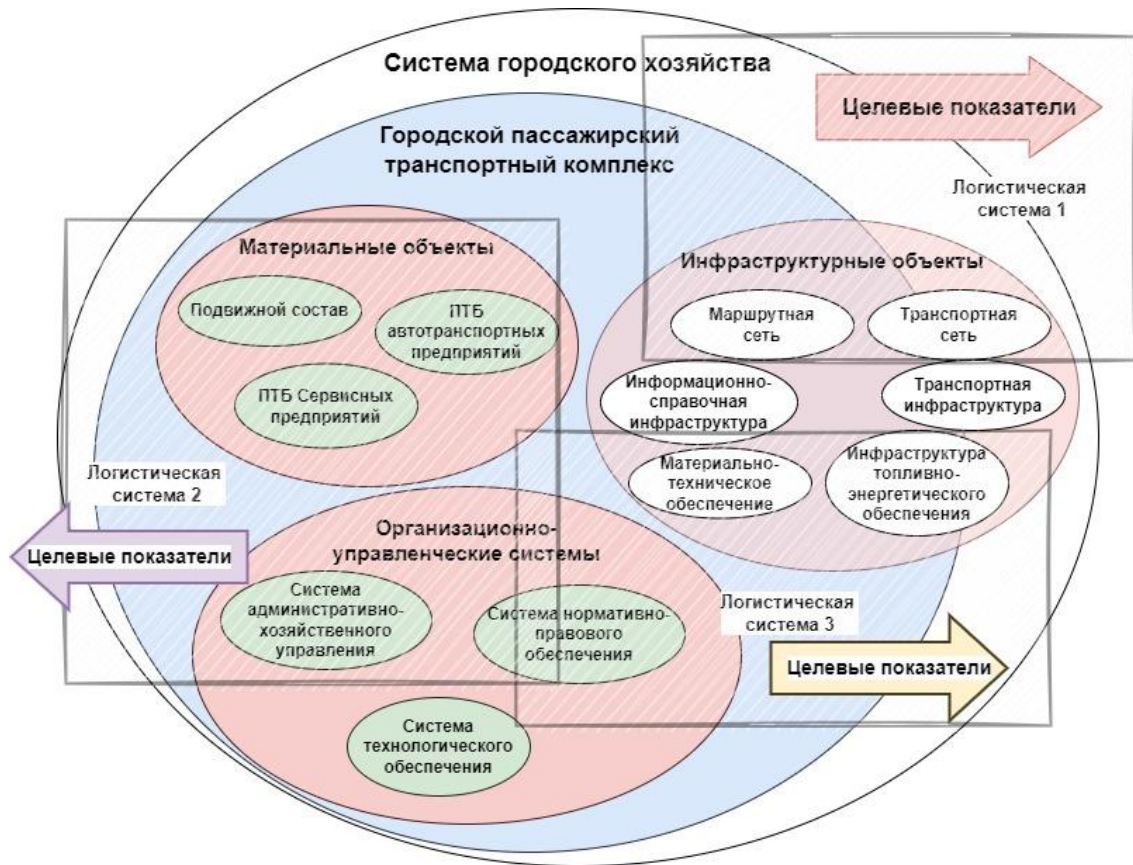 Система городского хозяйства
Целевые показатели
Городской пассажирский
транспортный комплекс
Логистическая
система 1
Материальные объекты
Инфраструктурные объекты
Подвижной состав
ПТБ
автотранспортных
предприятий
ПТБ Сервисных
предприятий
Маршрутная
сеть
Транспортная
сеть
Информационно-
справочная
инфраструктура
Транспортная
инфраструктура
Материально-
техническое
обеспечение
Инфраструктура
топливно-
энергетического
обеспечения
Логистическая
система 2
Целевые показатели
Организационно-
управленческие системы
Система
административно-
хозяйственного
управления
Система нормативно-
правового
обеспечения
Логистическая
система 3
Целевые показатели
Система
технологического
обеспечения